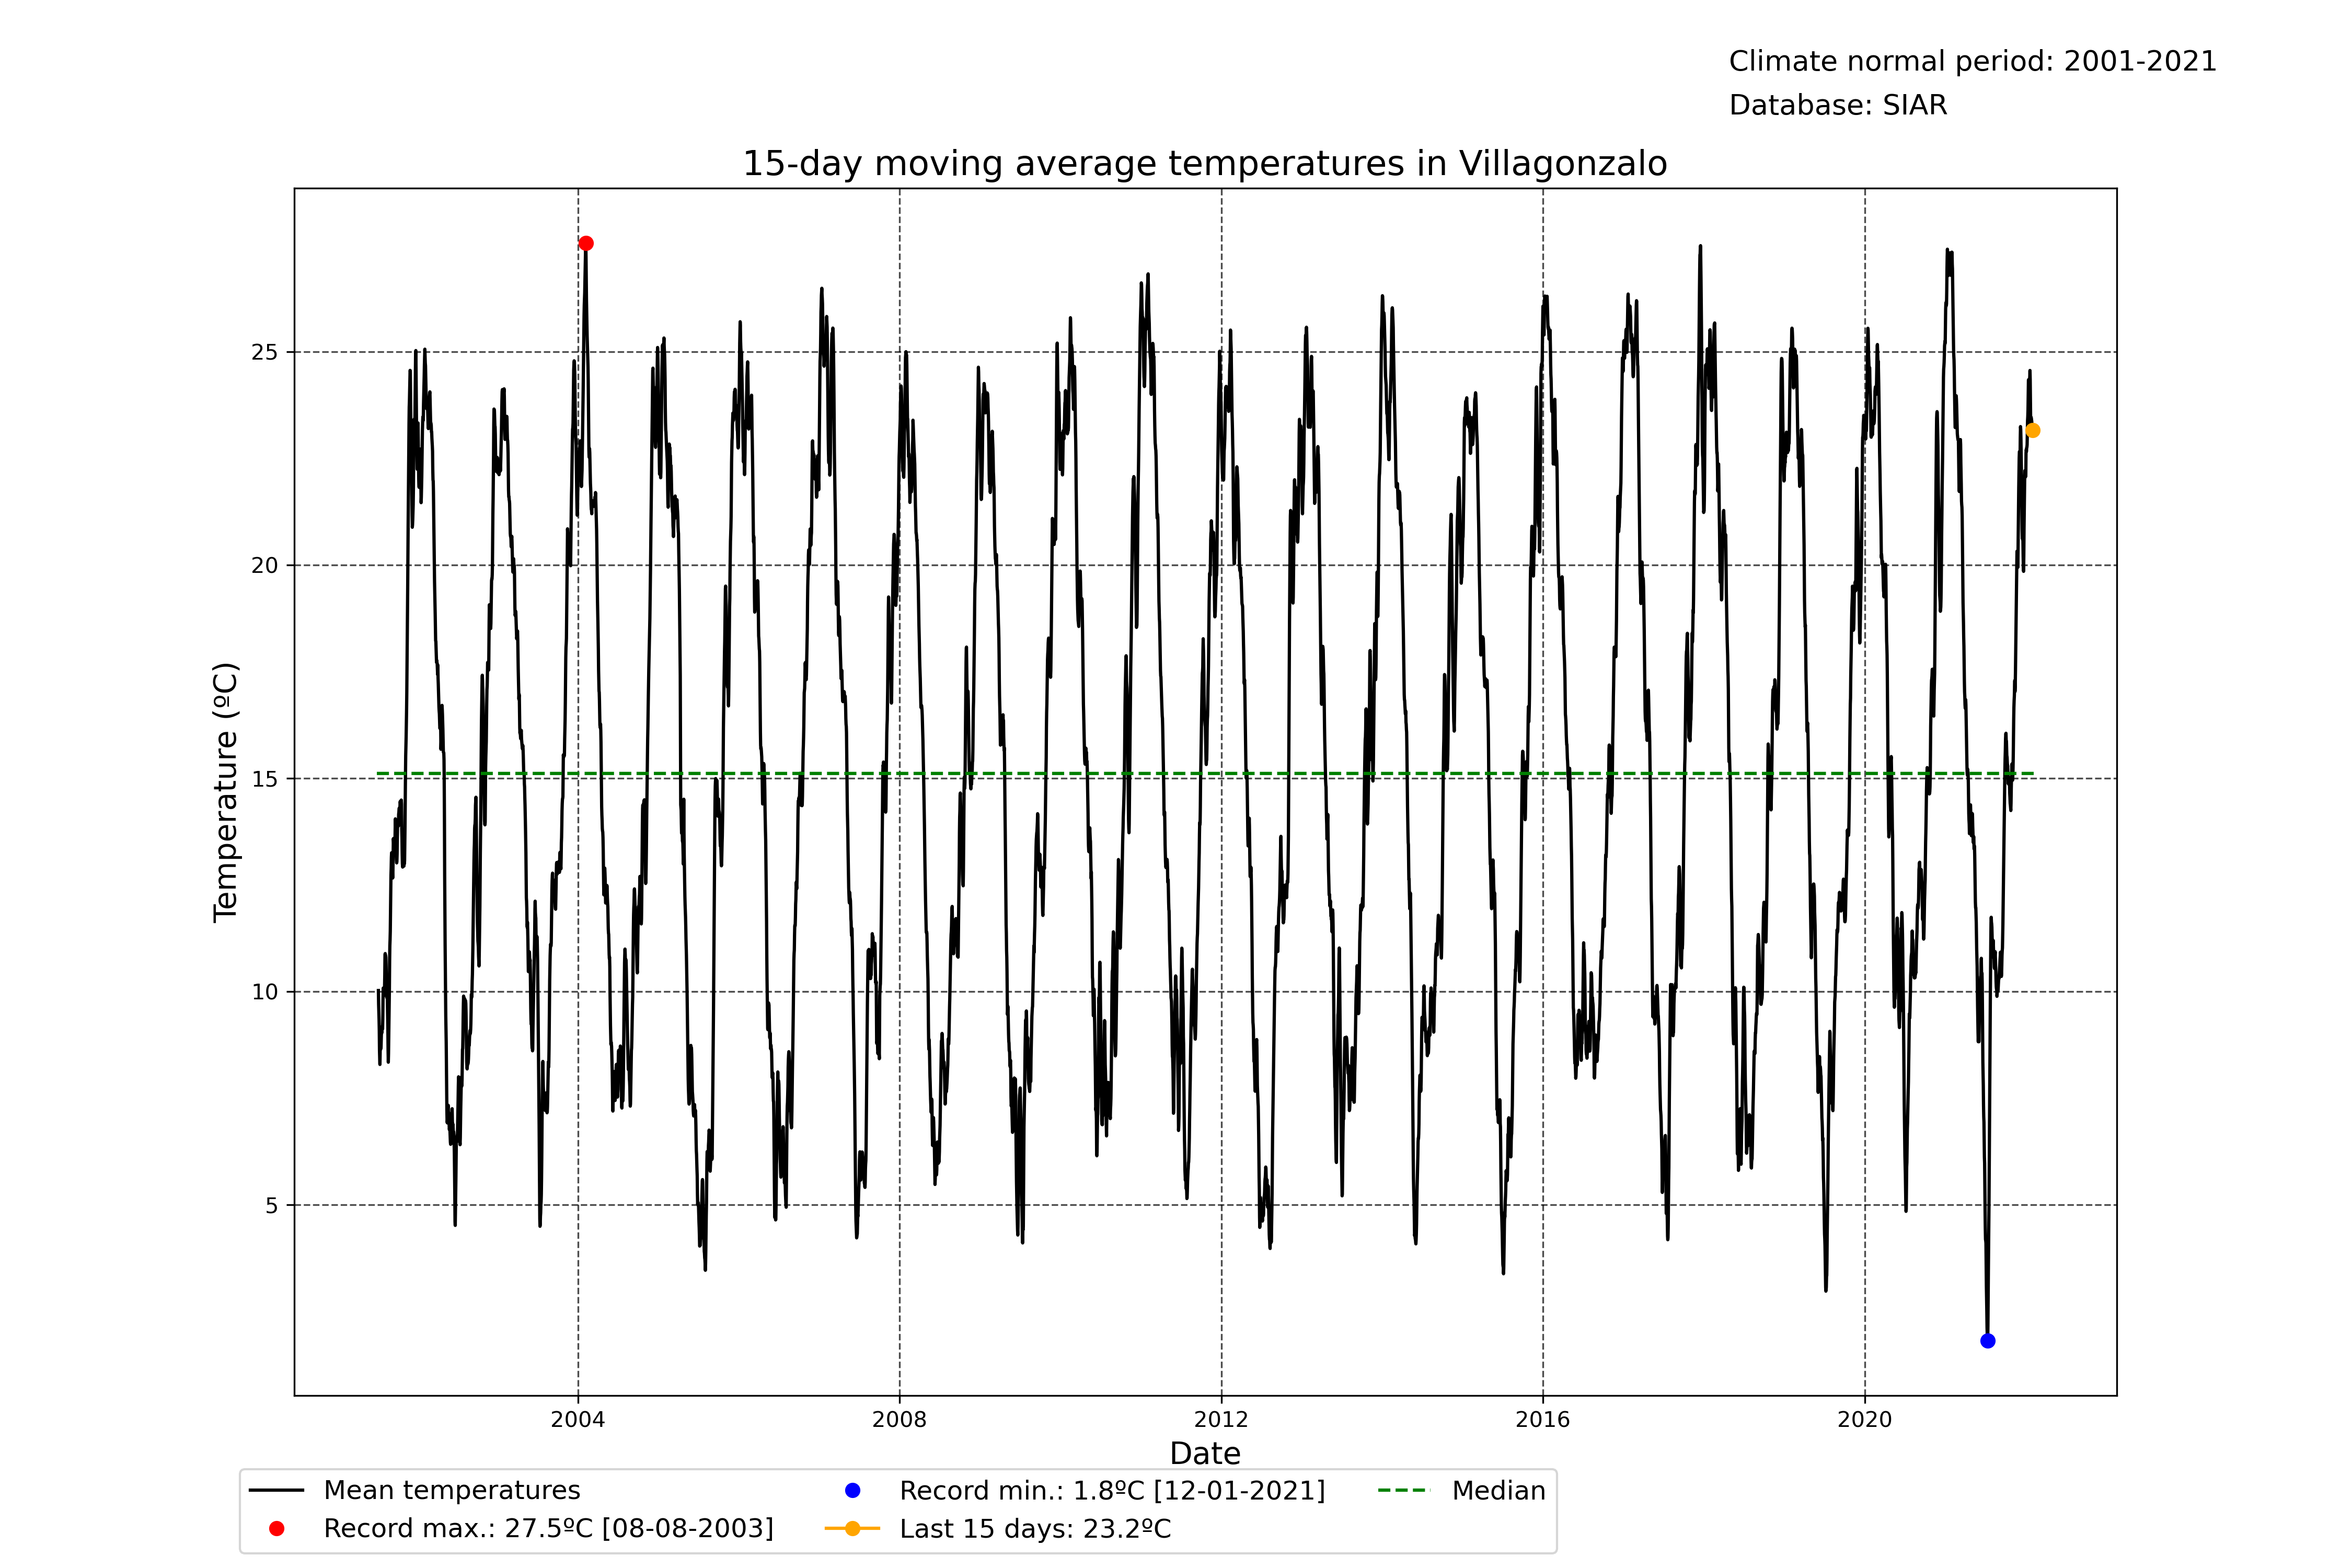 Climate normal period: 2001-2021
Database: SIAR
15-day moving average temperatures in Villagonzalo
25
20
15
10
5
Temperature (ºC)
2004
2008
2012
2016
2020
Date
Mean temperatures
Record max.: 27.5ºC [08-08-2003]
Record min.: 1.8ºC [12-01-2021]
Last 15 days: 23.2ºC
Median